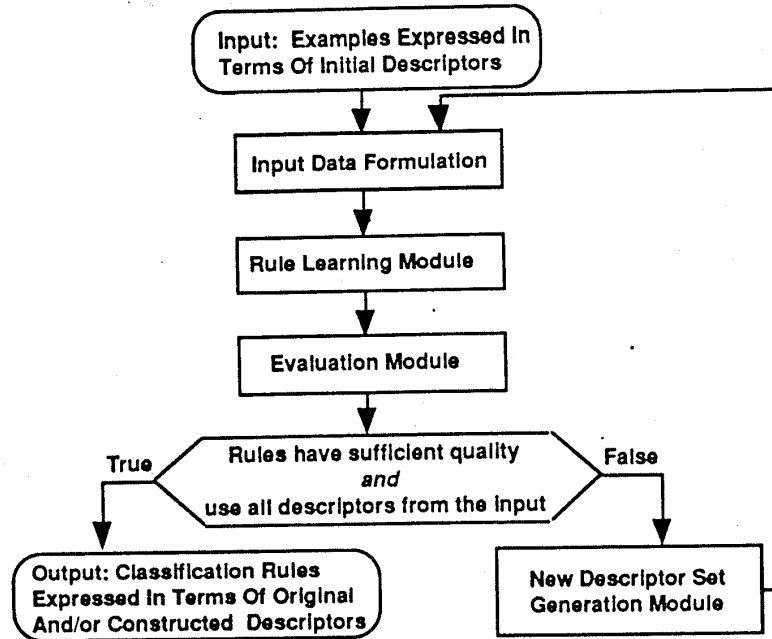 Input: Examples Expressed In
Terms Of Initial Descriptors
Input Data Formulation
Rule Learning Module
Evaluation Module
Rules have sufficient quality
and
use all descriptors from the input
True
False
Output: Classification Rules
Expressed In Terms Of Original
And/or Constructed Descriptors
New Descriptor Set
Generation Module